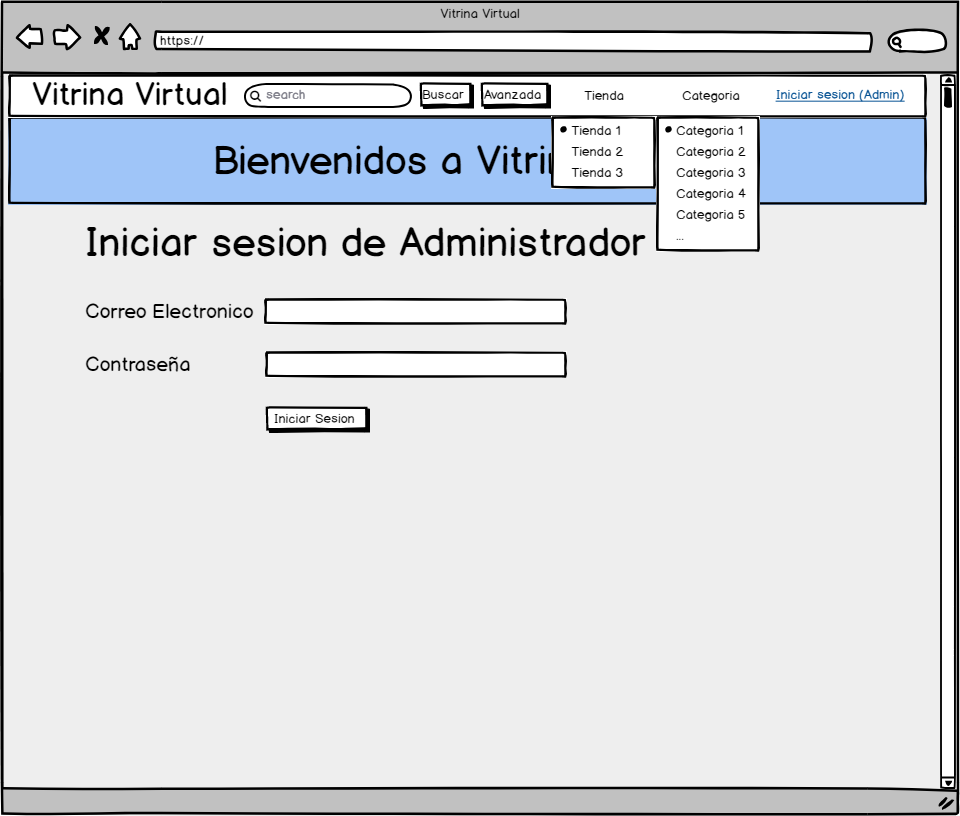 Vitrina Virtual
https://
Vitrina Virtual
search
Buscar
Avanzada
Tienda
Categoria
Iniciar sesion (Admin)
Tienda 1
Tienda 2
Tienda 3
Categoria 1
Categoria 2
Categoria 3
Categoria 4
Categoria 5
...
Bienvenidos a
Iniciar sesion de Administrador
Correo Electronico
Contraseña
Iniciar Sesion